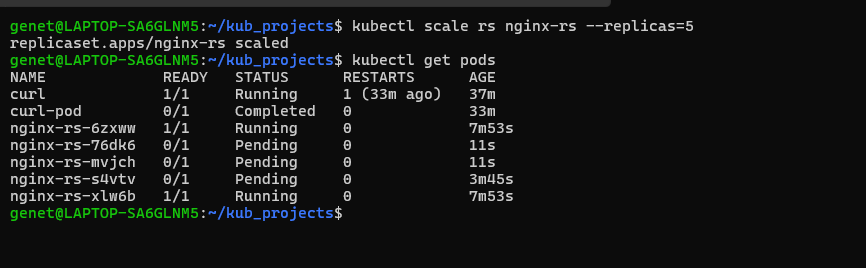 genet@LAPTOP-SA6GLNM5:~/kub_projects$ kubectl scale rs nginx-rs --replicas=5
replicaset.apps/nginx-rs scaled
genet@LAPTOP-SA6GLNM5:~/kub_projects$ kubectl get pods
NAME             READY   STATUS      RESTARTS      AGE
curl             1/1     Running     1 (33m ago)   37m
curl-pod         0/1     Completed   0             33m
nginx-rs-6zxww   1/1     Running     0             7m53s
nginx-rs-76dk6   0/1     Pending     0             11s
nginx-rs-mvjch   0/1     Pending     0             11s
nginx-rs-s4vtv   0/1     Pending     0             3m45s
nginx-rs-xlw6b   1/1     Running     0             7m53s
genet@LAPTOP-SA6GLNM5:~/kub_projects$